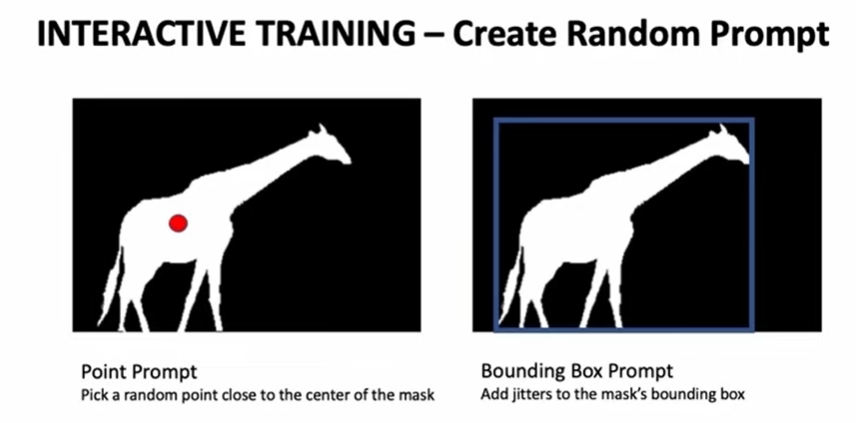 INTERACTIVE TRAINING – Create Random Prompt
Point Prompt
Pick a random point close to the center of the mask
Bounding Box Prompt
Add jitters to the mask's bounding box